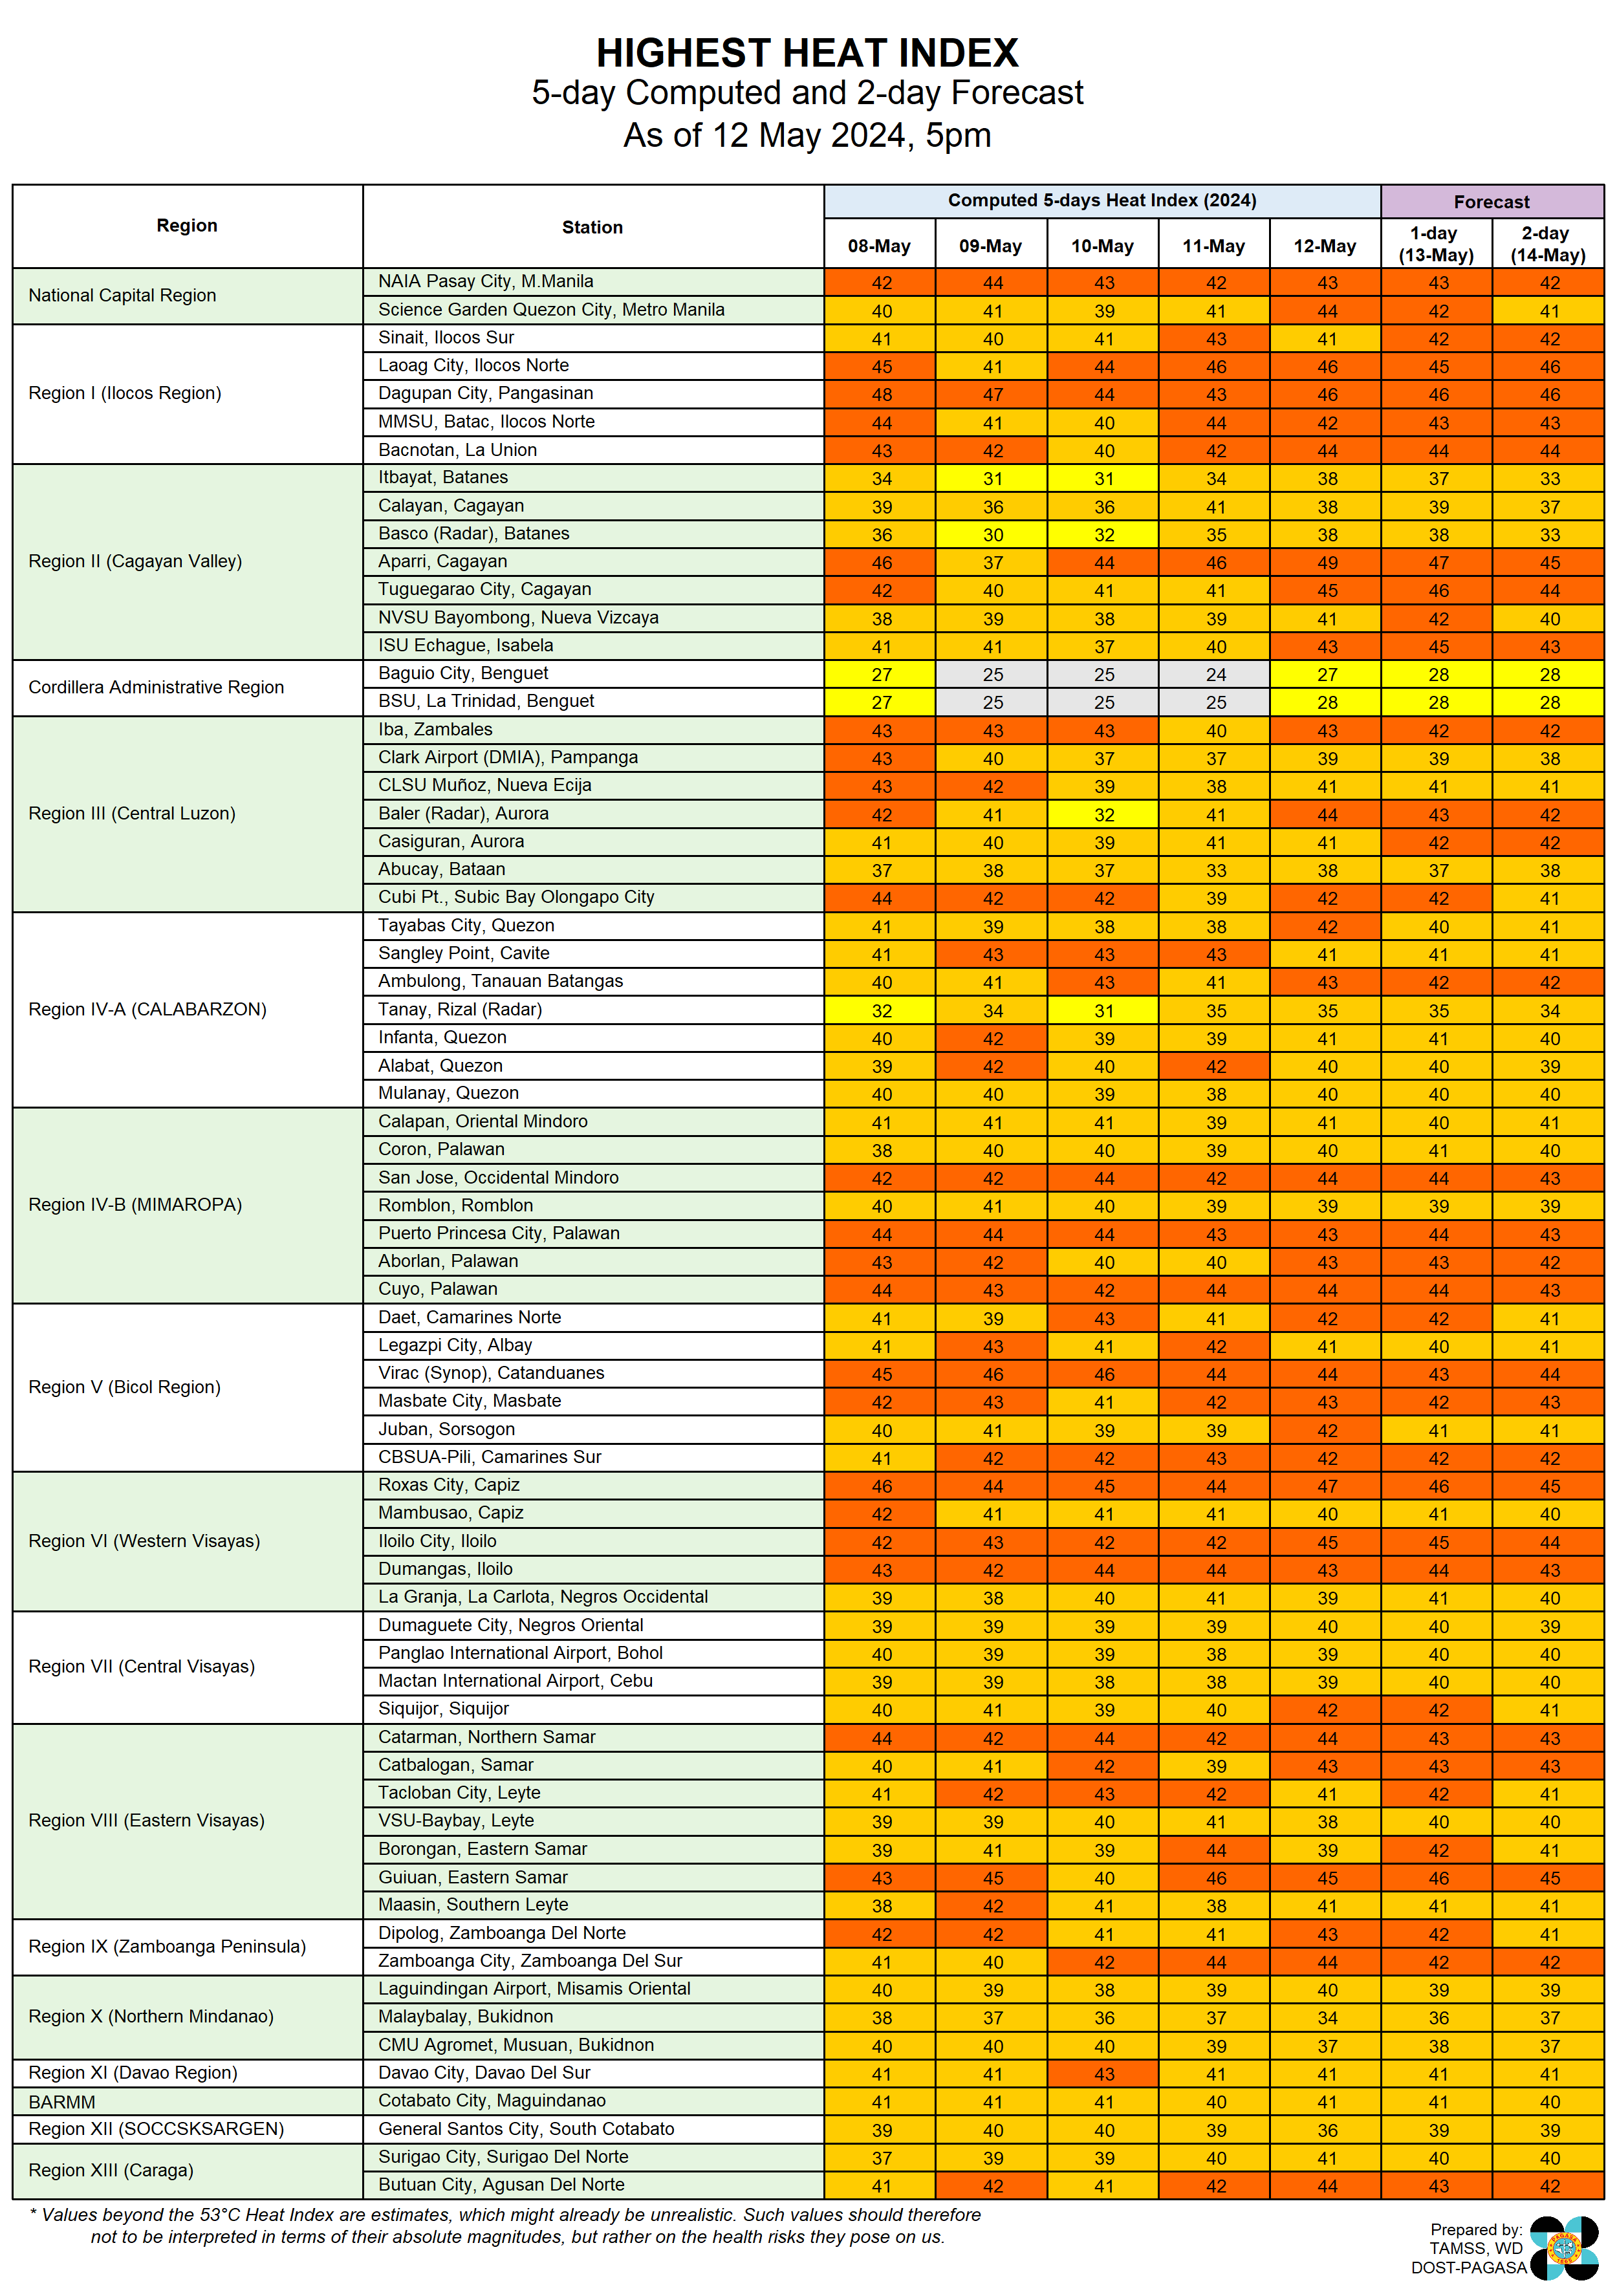 HIGHEST HEAT INDEX
5-day Computed and 2-day Forecast
As of 12 May 2024, 5pm
Region Station Computed 5-days Heat Index (2024) Forecast
08-May 09-May 10-May 11-May 12-May 1-day (13-May) 2-day (14-May)
National Capital Region
NAIA Pasay City, M.Manila 42 44 43 42 43 43 42
Science Garden Quezon City, Metro Manila 40 41 39 41 44 42 41
Region I (Ilocos Region)
Sinait, Ilocos Sur 41 40 41 43 41 42 42
Laoag City, Ilocos Norte 45 41 44 46 46 45 46
Dagupan City, Pangasinan 48 47 44 43 46 46 46
MMSU, Batac, Ilocos Norte 44 41 40 44 42 43 43
Bacnotan, La Union 43 42 40 42 44 44 44
Region II (Cagayan Valley)
Itbayat, Batanes 34 31 31 34 38 37 33
Calayan, Cagayan 39 36 36 41 38 39 37
Basco (Radar), Batanes 36 30 32 35 38 38 33
Aparri, Cagayan 46 37 44 46 49 47 45
Tuguegarao City, Cagayan 42 40 41 41 45 46 44
NVSU Bayombong, Nueva Vizcaya 38 39 38 39 41 42 40
ISU Echague, Isabela 41 41 37 40 43 45 43
Cordillera Administrative Region
Baguio City, Benguet 27 25 25 24 27 28 28
BSU, La Trinidad, Benguet 27 25 25 25 28 28 28
Region III (Central Luzon)
Iba, Zambales 43 43 43 40 43 42 42
Clark Airport (DMIA), Pampanga 43 40 37 37 39 39 38
CLSU Muñoz, Nueva Ecija 43 42 39 38 41 41 41
Baler (Radar), Aurora 42 41 32 41 44 43 42
Casiguran, Aurora 41 40 39 41 41 42 42
Abucay, Bataan 37 38 37 33 38 37 38
Cubi Pt., Subic Bay Olongapo City 44 42 42 39 42 42 41
Region IV-A (CALABARZON)
Tayabas City, Quezon 41 39 38 38 42 40 41
Sangley Point, Cavite 41 43 43 43 41 41 41
Ambulong, Tanauan Batangas 40 41 43 41 43 42 42
Tanay, Rizal (Radar) 32 34 31 35 35 35 34
Infanta, Quezon 40 42 39 39 41 41 40
Alabat, Quezon 39 42 40 42 40 40 39
Mulanay, Quezon 40 40 39 38 40 40 40
Region IV-B (MIMAROPA)
Calapan, Oriental Mindoro 41 41 41 39 41 40 41
Coron, Palawan 38 40 40 39 40 41 40
San Jose, Occidental Mindoro 42 42 44 42 44 44 43
Romblon, Romblon 40 41 40 39 39 39 39
Puerto Princesa City, Palawan 44 44 44 43 43 44 43
Aborlan, Palawan 43 42 40 40 43 43 42
Cuyo, Palawan 44 43 42 44 44 44 43
Region V (Bicol Region)
Daet, Camarines Norte 41 39 43 41 42 42 41
Legazpi City, Albay 41 43 41 42 41 40 41
Virac (Synop), Catanduanes 45 46 46 44 44 43 44
Masbate City, Masbate 42 43 41 42 43 42 43
Juban, Sorsogon 40 41 39 39 42 41 41
CBSUA-Pili, Camarines Sur 41 42 42 43 42 42 42
Region VI (Western Visayas)
Roxas City, Capiz 46 44 45 44 47 46 45
Mambusao, Capiz 42 41 41 41 40 41 40
Iloilo City, Iloilo 42 43 42 42 45 45 44
Dumangas, Iloilo 43 42 44 44 43 44 43
La Granja, La Carlota, Negros Occidental 39 38 40 41 39 41 40
Region VII (Central Visayas)
Dumaguete City, Negros Oriental 39 39 39 39 40 40 39
Panglao International Airport, Bohol 40 39 39 38 39 40 40
Mactan International Airport, Cebu 39 39 38 38 39 40 40
Siquijor, Siquijor 40 41 39 40 42 42 41
Region VIII (Eastern Visayas)
Catarman, Northern Samar 44 42 44 42 44 43 43
Catbalogan, Samar 40 41 42 39 43 43 43
Tacloban City, Leyte 41 42 43 42 41 42 41
VSU-Baybay, Leyte 39 39 40 41 38 40 40
Borongan, Eastern Samar 39 41 39 44 39 42 41
Guiuan, Eastern Samar 43 45 40 46 45 46 45
Maasin, Southern Leyte 38 42 41 38 41 41 41
Region IX (Zamboanga Peninsula)
Dipolog, Zamboanga Del Norte 42 42 41 41 43 42 41
Zamboanga City, Zamboanga Del Sur 41 40 42 44 44 42 42
Region X (Northern Mindanao)
Laguindingan Airport, Misamis Oriental 40 39 38 39 40 39 39
Malaybalay, Bukidnon 38 37 36 37 34 36 37
CMU Agromet, Musuan, Bukidnon 40 40 40 39 37 38 37
Region XI (Davao Region)
Davao City, Davao Del Sur 41 41 43 41 41 41 41
BARMM
Cotabato City, Maguindanao 41 41 41 40 41 41 40
Region XII (SOCCSKSARGEN)
General Santos City, South Cotabato 39 40 40 39 36 39 39
Region XIII (Caraga)
Surigao City, Surigao Del Norte 37 39 39 40 41 40 40
Butuan City, Agusan Del Norte 41 42 41 42 44 43 42
* Values beyond the 53°C Heat Index are estimates, which might already be unrealistic. Such values should therefore
not to be interpreted in terms of their absolute magnitudes, but rather on the health risks they pose on us.
Prepared by:
TAMSS, WD
DOST-PAGASA